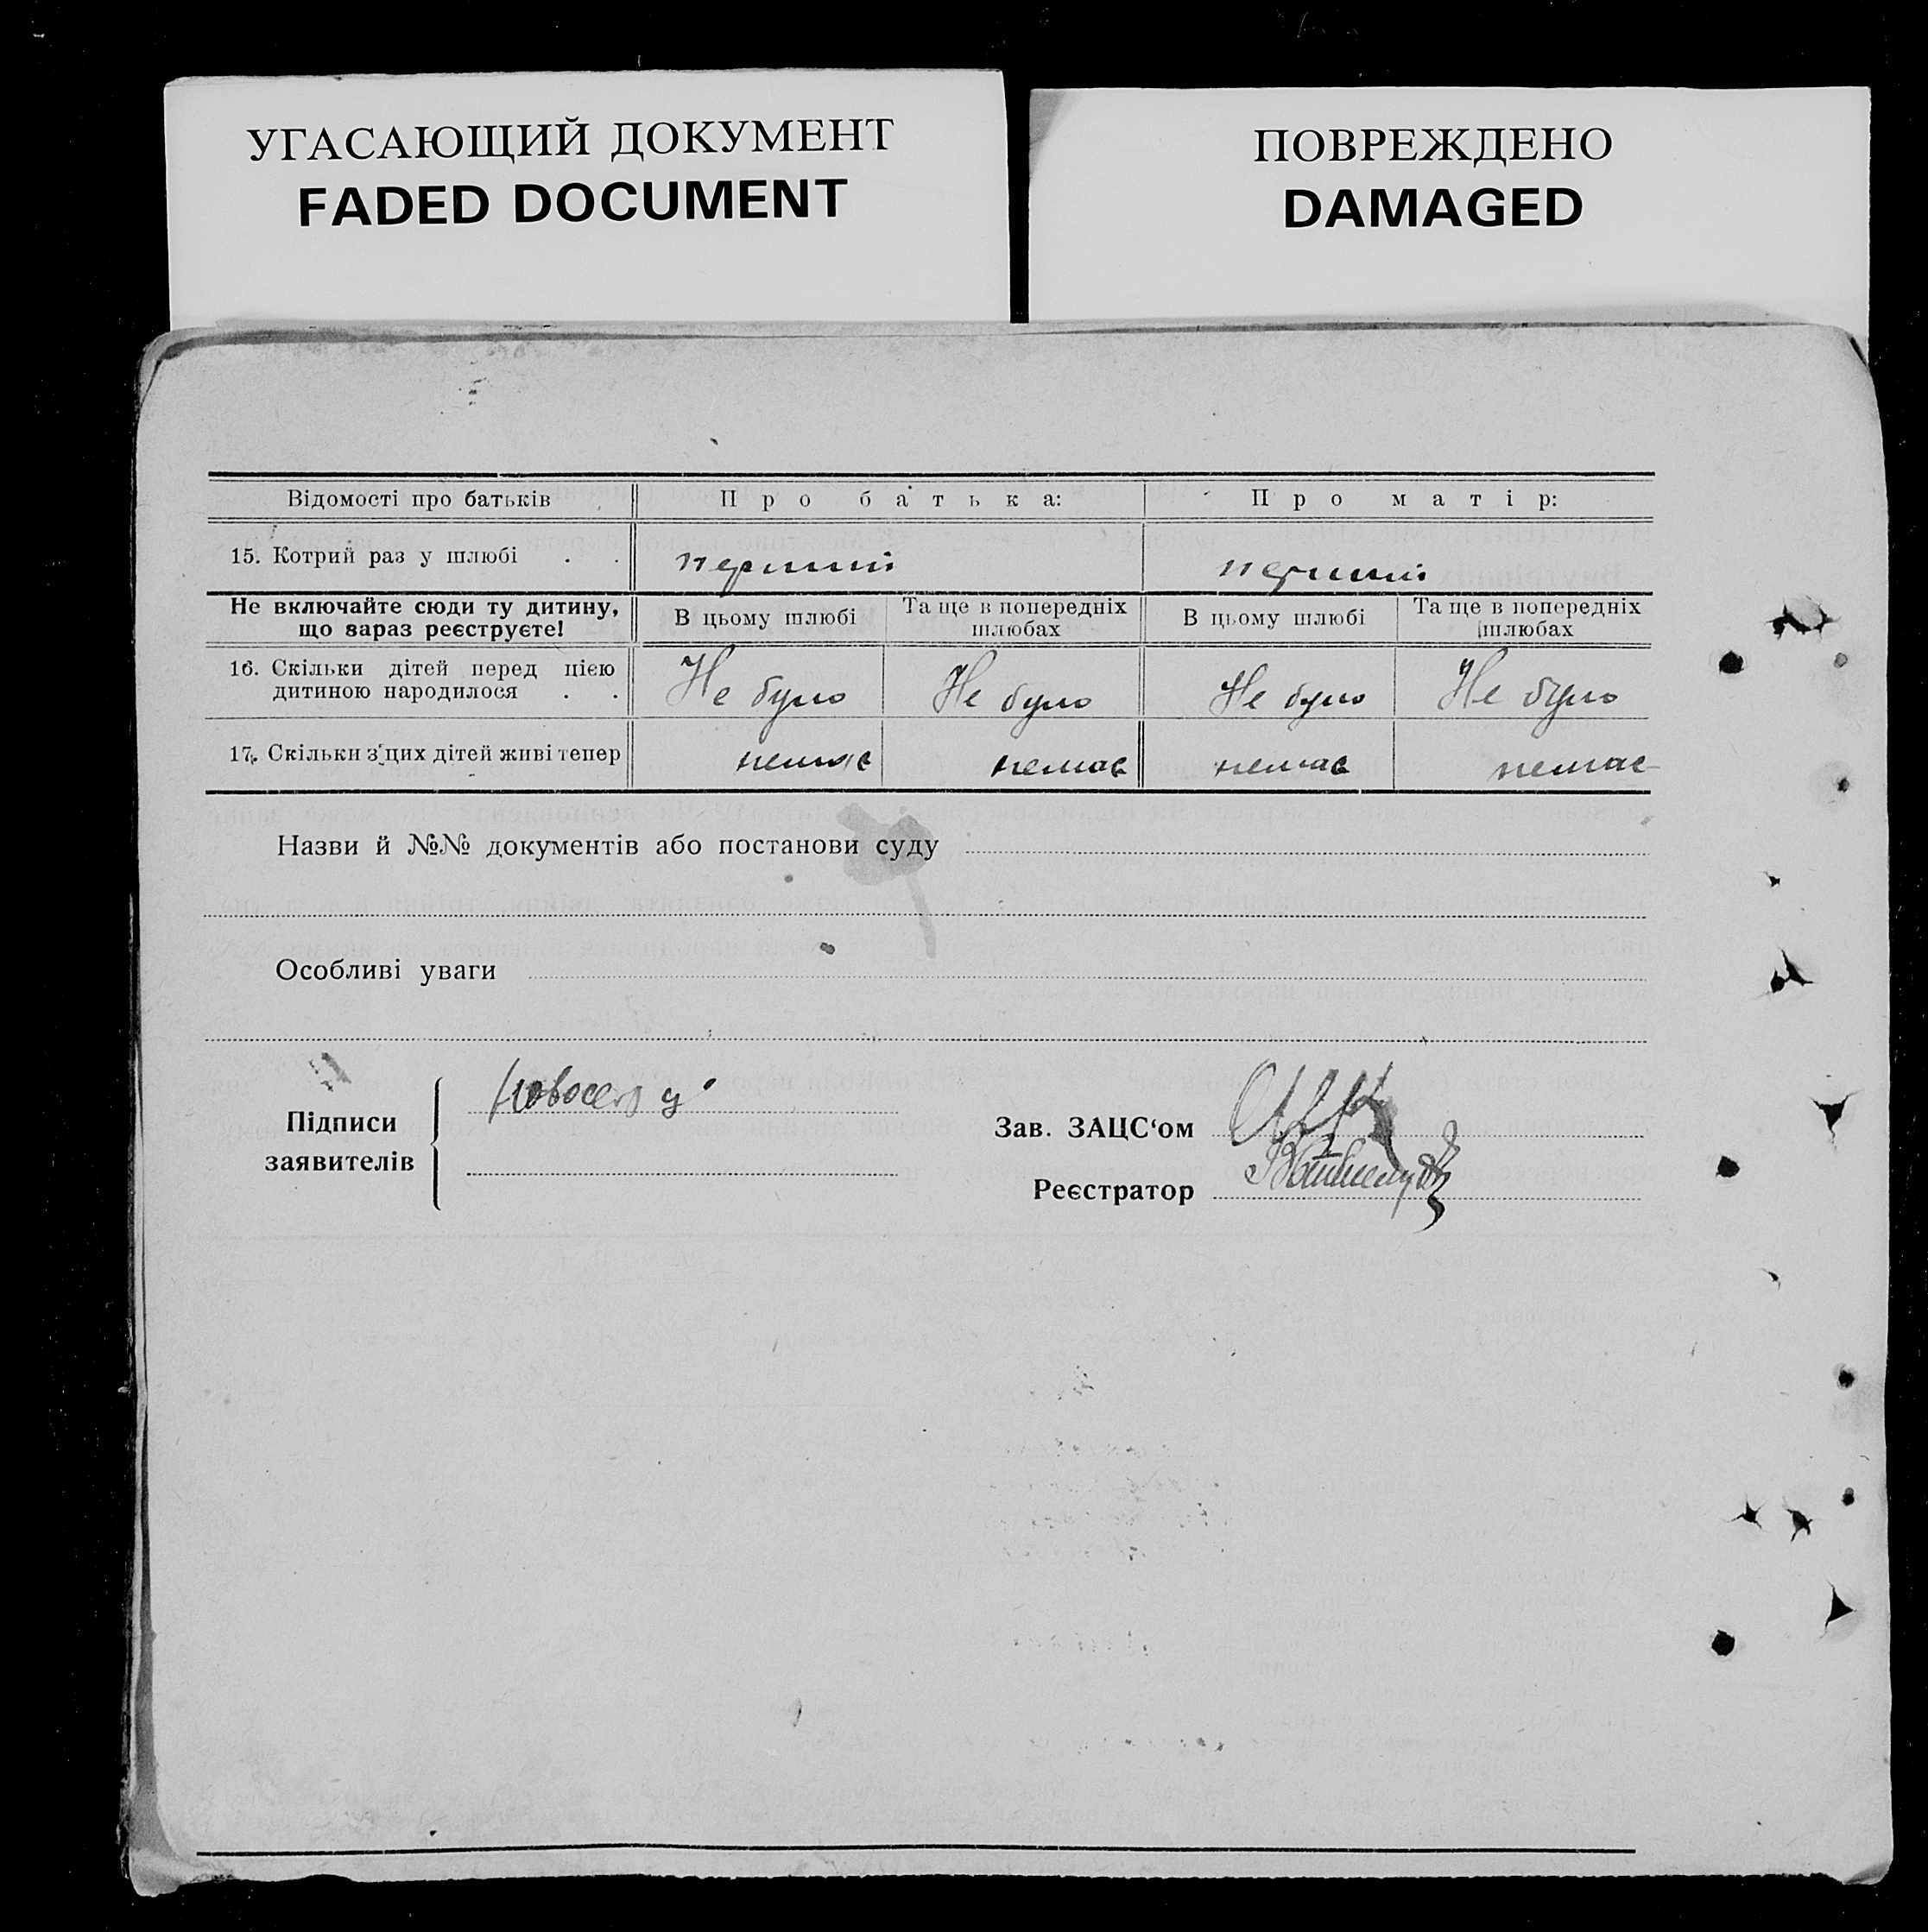 УГАСАЮЩИЙ ДОКУМЕНТ
FADED DOCUMENT
ПОВРЕЖДЕНО
DAMAGED
Відомості про батьків Про батька: Про матір:
15. Котрий раз у шлюбі . . перший перший
Не включайте сюди ту дитину, що зараз реєструєте! В цьому шлюбі Та ще в попередніх шлюбах В цьому шлюбі Та ще в попередніх шлюбах
16. Скільки дітей перед цією
дитиною народилося . . Не було Не було Не було Не було
17. Скільки з цих дітей живі тепер немає немає немає немає
Назви й №№ документів або постанови суду
Особливі уваги
Підписи
заявителів
Зав. ЗАЦС‘ом
Реєстратор